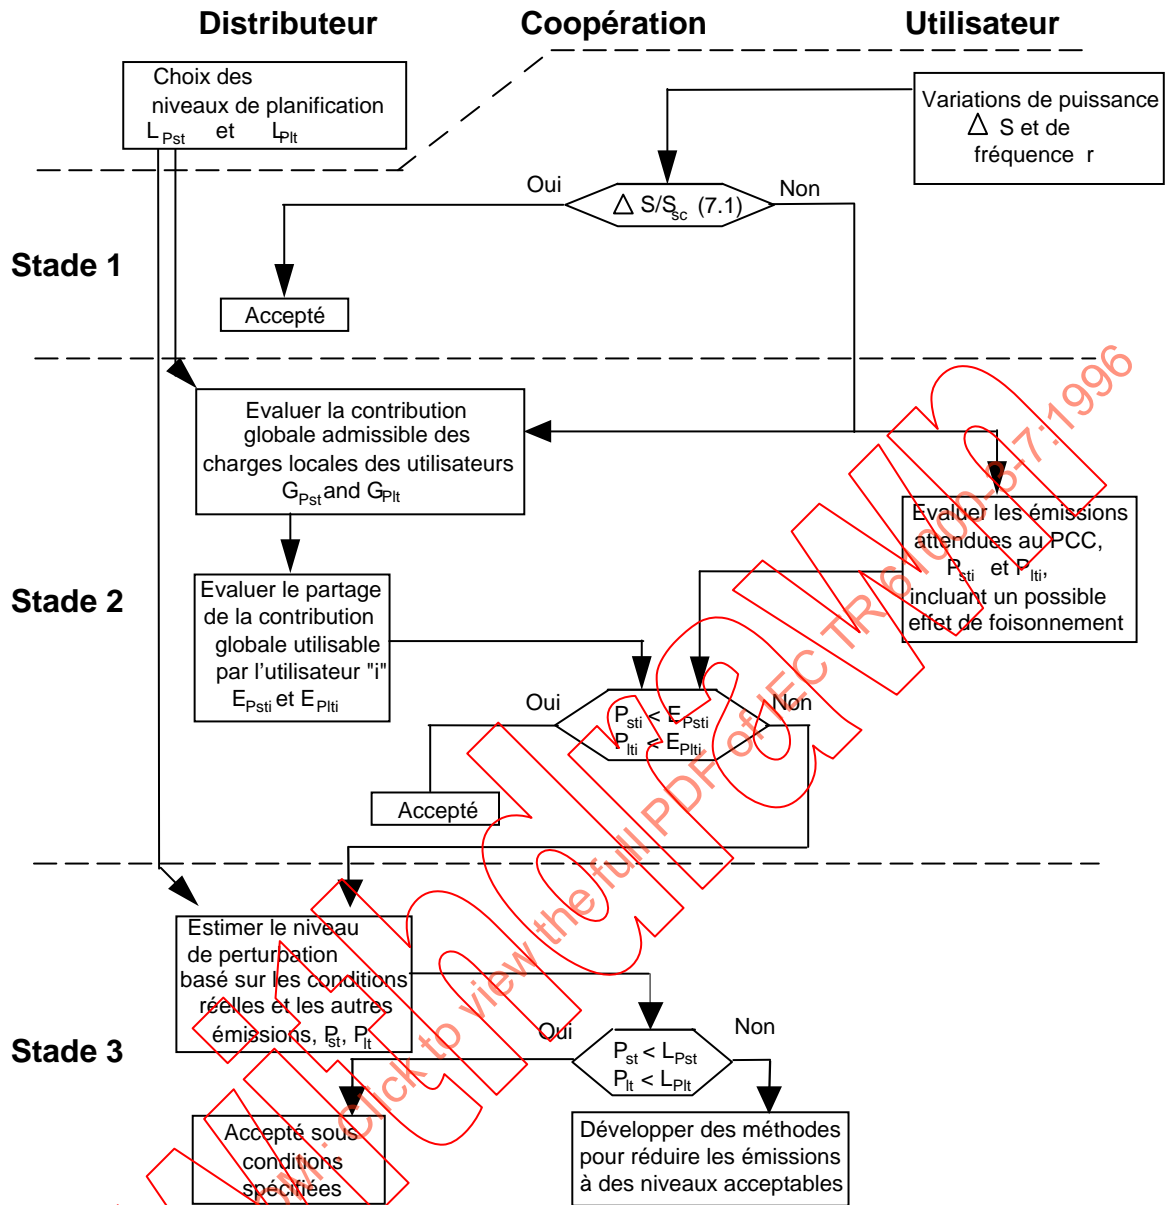 Distributeur
Coopération
Utilisateur
Choix des
niveaux de planification
L Pst et LPlt
Variations de puissance
Δ S et de
fréquence r
Oui
Non
Δ S/Ssc (7.1)
Stade 1
Accepté
Evaluer la contribution
globale admissible des
charges locales des utilisateurs
GPst and GPlt
Evaluer les émissions
attendues au PCC,
Psti et Plti,
incluant un possible
effet de foisonnement
Stade 2
Evaluer le partage
de la contribution
globale utilisable
par l'utilisateur "i"
EPsti et EPlti
Oui
Non
Psti < EPsti
Plti < EPlti
Accepté
Estimer le niveau
de perturbation
basé sur les conditions
réelles et les autres
émissions, Pst, Plt
Stade 3
Oui
Non
Pst < LPst
Plt < LPlt
Accepté sous
conditions
spécifiées
Développer des méthodes
pour réduire les émissions
à des niveaux acceptables
: Click to view the full PDF of IEC TR 61000-3-7:1996